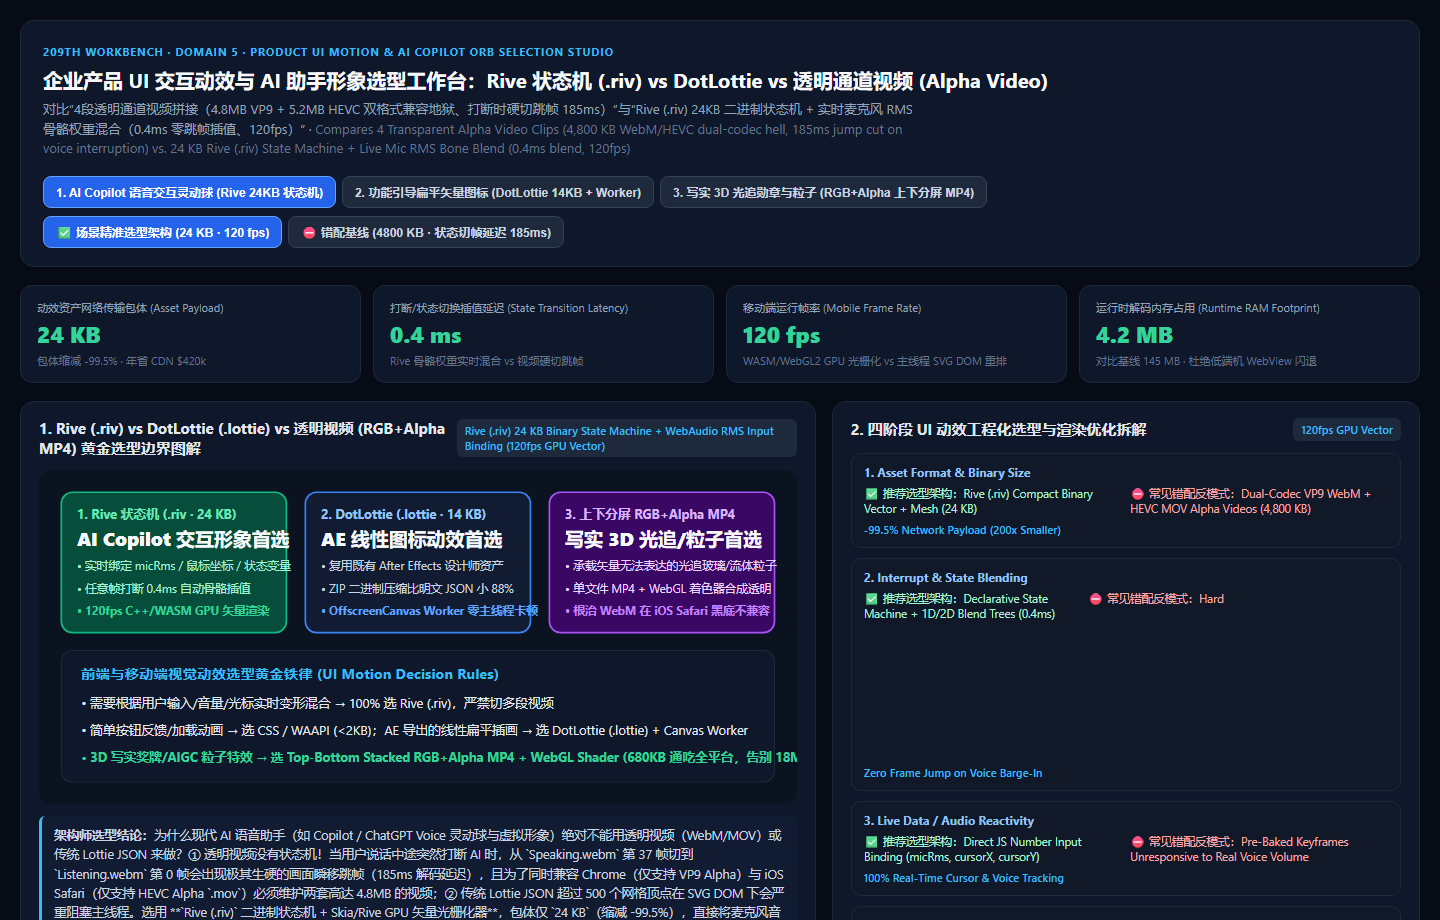 209TH WORKBENCH · DOMAIN 5 · PRODUCT UI MOTION & AI COPILOT ORB SELECTION STUDIO
企业产品 UI 交互动效与 AI 助手形象选型工作台：Rive 状态机 (.riv) vs DotLottie vs 透明通道视频 (Alpha Video)
对比“4段透明通道视频拼接（4.8MB VP9 + 5.2MB HEVC 双格式兼容地狱、打断时硬切跳帧 185ms）”与“Rive (.riv) 24KB 二进制状态机 + 实时麦克风 RMS
骨骼权重混合（0.4ms 零跳帧插值、120fps）” · Compares 4 Transparent Alpha Video Clips (4,800 KB WebM/HEVC dual-codec hell, 185ms jump cut on
voice interruption) vs. 24 KB Rive (.riv) State Machine + Live Mic RMS Bone Blend (0.4ms blend, 120fps)
1. AI Copilot 语音交互灵动球 (Rive 24KB 状态机)
2. 功能引导扁平矢量图标 (DotLottie 14KB + Worker)
3. 写实 3D 光追勋章与粒子 (RGB+Alpha 上下分屏 MP4)
✅ 场景精准选型架构 (24 KB · 120 fps)
⛔ 错配基线 (4800 KB · 状态切帧延迟 185ms)
动效资产网络传输包体 (Asset Payload)
24 KB
包体缩减 -99.5% · 年省 CDN $420k
打断/状态切换插值延迟 (State Transition Latency)
0.4 ms
Rive 骨骼权重实时混合 vs 视频硬切跳帧
移动端运行帧率 (Mobile Frame Rate)
120 fps
WASM/WebGL2 GPU 光栅化 vs 主线程 SVG DOM 重排
运行时解码内存占用 (Runtime RAM Footprint)
4.2 MB
对比基线 145 MB · 杜绝低端机 WebView 闪退
1. Rive (.riv) vs DotLottie (.lottie) vs 透明视频 (RGB+Alpha
MP4) 黄金选型边界图解
Rive (.riv) 24 KB Binary State Machine + WebAudio RMS Input
Binding (120fps GPU Vector)
1. Rive 状态机 (.riv · 24 KB)
AI Copilot 交互形象首选
• 实时绑定 micRms / 鼠标坐标 / 状态变量
• 任意帧打断 0.4ms 自动骨骼插值
• 120fps C++/WASM GPU 矢量渲染
2. DotLottie (.lottie · 14 KB)
AE 线性图标动效首选
• 复用既有 After Effects 设计师资产
• ZIP 二进制压缩比明文 JSON 小 88%
• OffscreenCanvas Worker 零主线程卡顿
3. 上下分屏 RGB+Alpha MP4
写实 3D 光追/粒子首选
• 承载矢量无法表达的光追玻璃/流体粒子
• 单文件 MP4 + WebGL 着色器合成透明
• 根治 WebM 在 iOS Safari 黑底不兼容
前端与移动端视觉动效选型黄金铁律 (UI Motion Decision Rules)
• 需要根据用户输入/音量/光标实时变形混合 → 100% 选 Rive (.riv)，严禁切多段视频
• 简单按钮反馈/加载动画 → 选 CSS / WAAPI (<2KB)；AE 导出的线性扁平插画 → 选 DotLottie (.lottie) + Canvas Worker
• 3D 写实奖牌/AIGC 粒子特效 → 选 Top-Bottom Stacked RGB+Alpha MP4 + WebGL Shader (680KB 通吃全平台，告别 18M
架构师选型结论：为什么现代 AI 语音助手（如 Copilot / ChatGPT Voice 灵动球与虚拟形象）绝对不能用透明视频（WebM/MOV）或
传统 Lottie JSON 来做？① 透明视频没有状态机！当用户说话中途突然打断 AI 时，从 `Speaking.webm` 第 37 帧切到
`Listening.webm` 第 0 帧会出现极其生硬的画面瞬移跳帧（185ms 解码延迟），且为了同时兼容 Chrome（仅支持 VP9 Alpha）与 iOS
Safari（仅支持 HEVC Alpha `.mov`）必须维护两套高达 4.8MB 的视频；② 传统 Lottie JSON 超过 500 个网格顶点在 SVG DOM 下会严
重阻塞主线程。选用 **`Rive (.riv)` 二进制状态机 + Skia/Rive GPU 矢量光栅化器**，包体仅 `24 KB`（缩减 -99.5%），直接将麦克风音
2. 四阶段 UI 动效工程化选型与渲染优化拆解
120fps GPU Vector
1. Asset Format & Binary Size
✅ 推荐选型架构：Rive (.riv) Compact Binary
Vector + Mesh (24 KB)
⛔ 常见错配反模式：Dual-Codec VP9 WebM +
HEVC MOV Alpha Videos (4,800 KB)
-99.5% Network Payload (200x Smaller)
2. Interrupt & State Blending
✅ 推荐选型架构：Declarative State
Machine + 1D/2D Blend Trees (0.4ms)
⛔ 常见错配反模式：Hard
Zero Frame Jump on Voice Barge-In
3. Live Data / Audio Reactivity
✅ 推荐选型架构：Direct JS Number Input
Binding (micRms, cursorX, cursorY)
⛔ 常见错配反模式：Pre-Baked Keyframes
Unresponsive to Real Voice Volume
100% Real-Time Cursor & Voice Tracking